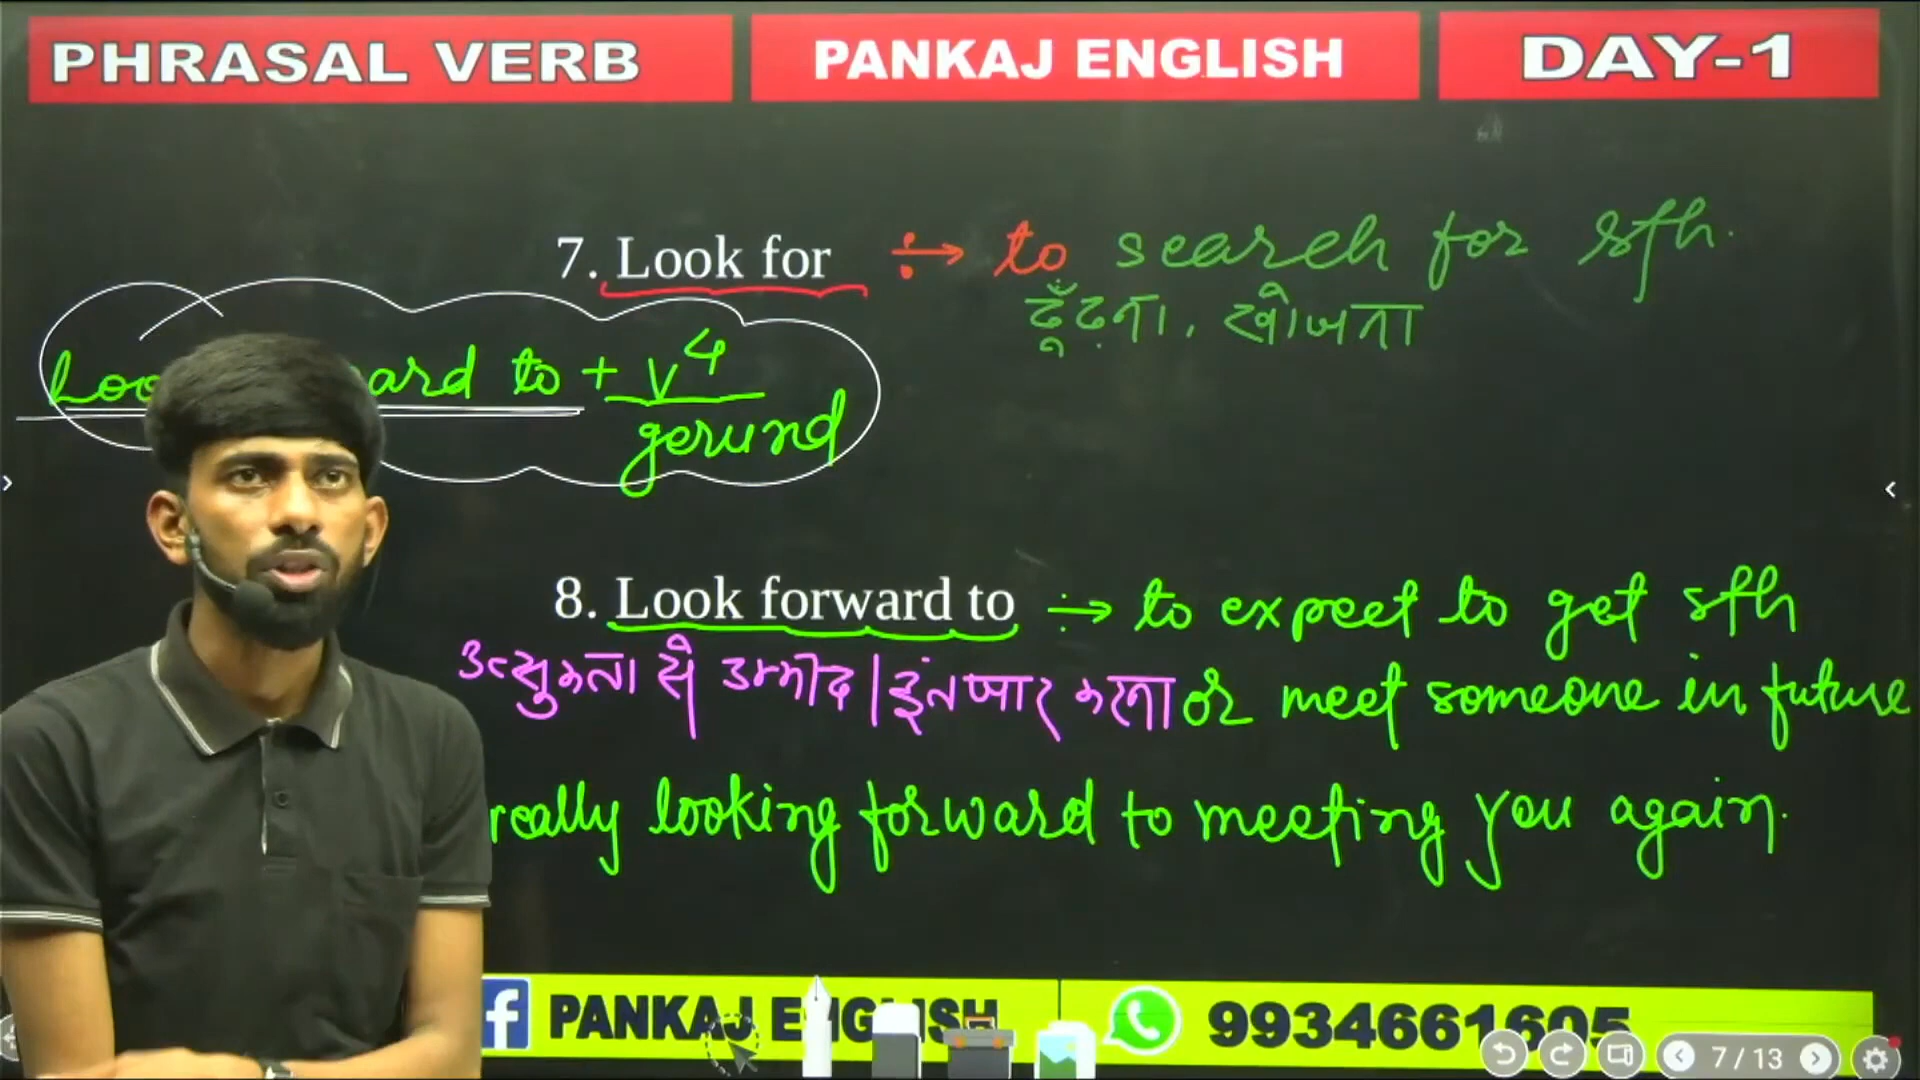 PHRASAL VERB PANKAJ ENGLISH DAY-1
7. Look for ÷→ to search for sth.
ढूँढ़ना, खोजना
ard to + V4
gerund
8. Look forward to ÷→ to expect to get sth
उत्सुकता से उम्मीद/इंतजार करना or meet someone in future
really looking forward to meeting you again.
PANKAJ ENGLISH 9934661605
7 / 13